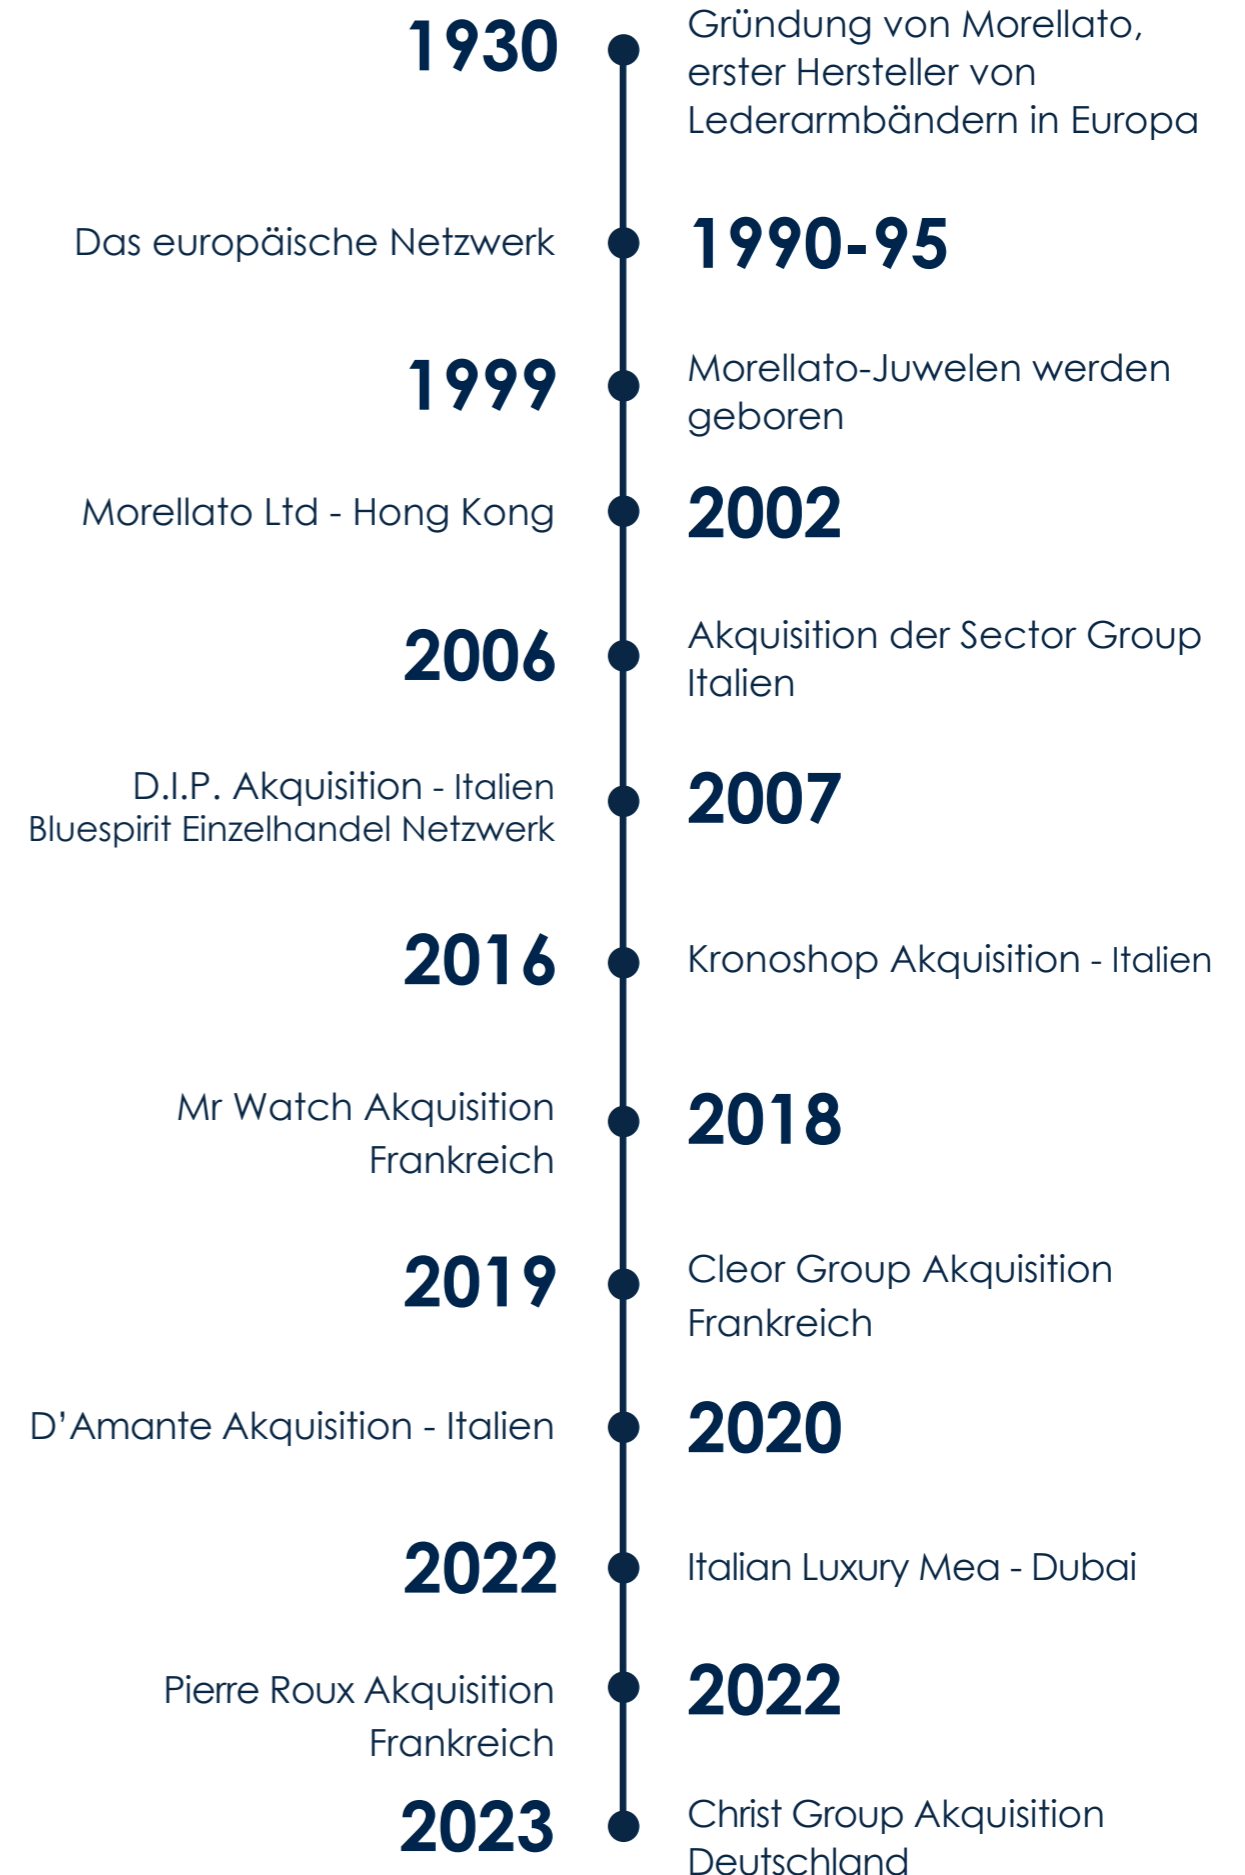 1930
Gründung von Morellato,
erster Hersteller von
Lederarmbändern in Europa
Das europäische Netzwerk
1990-95
1999
Morellato-Juwelen werden
geboren
Morellato Ltd - Hong Kong
2002
2006
Akquisition der Sector Group
Italien
D.I.P. Akquisition - Italien
Bluespirit Einzelhandel Netzwerk
2007
2016
Kronoshop Akquisition - Italien
Mr Watch Akquisition
Frankreich
2018
2019
Cleor Group Akquisition
Frankreich
D’Amante Akquisition - Italien
2020
2022
Italian Luxury Mea - Dubai
Pierre Roux Akquisition
Frankreich
2022
2023
Christ Group Akquisition
Deutschland